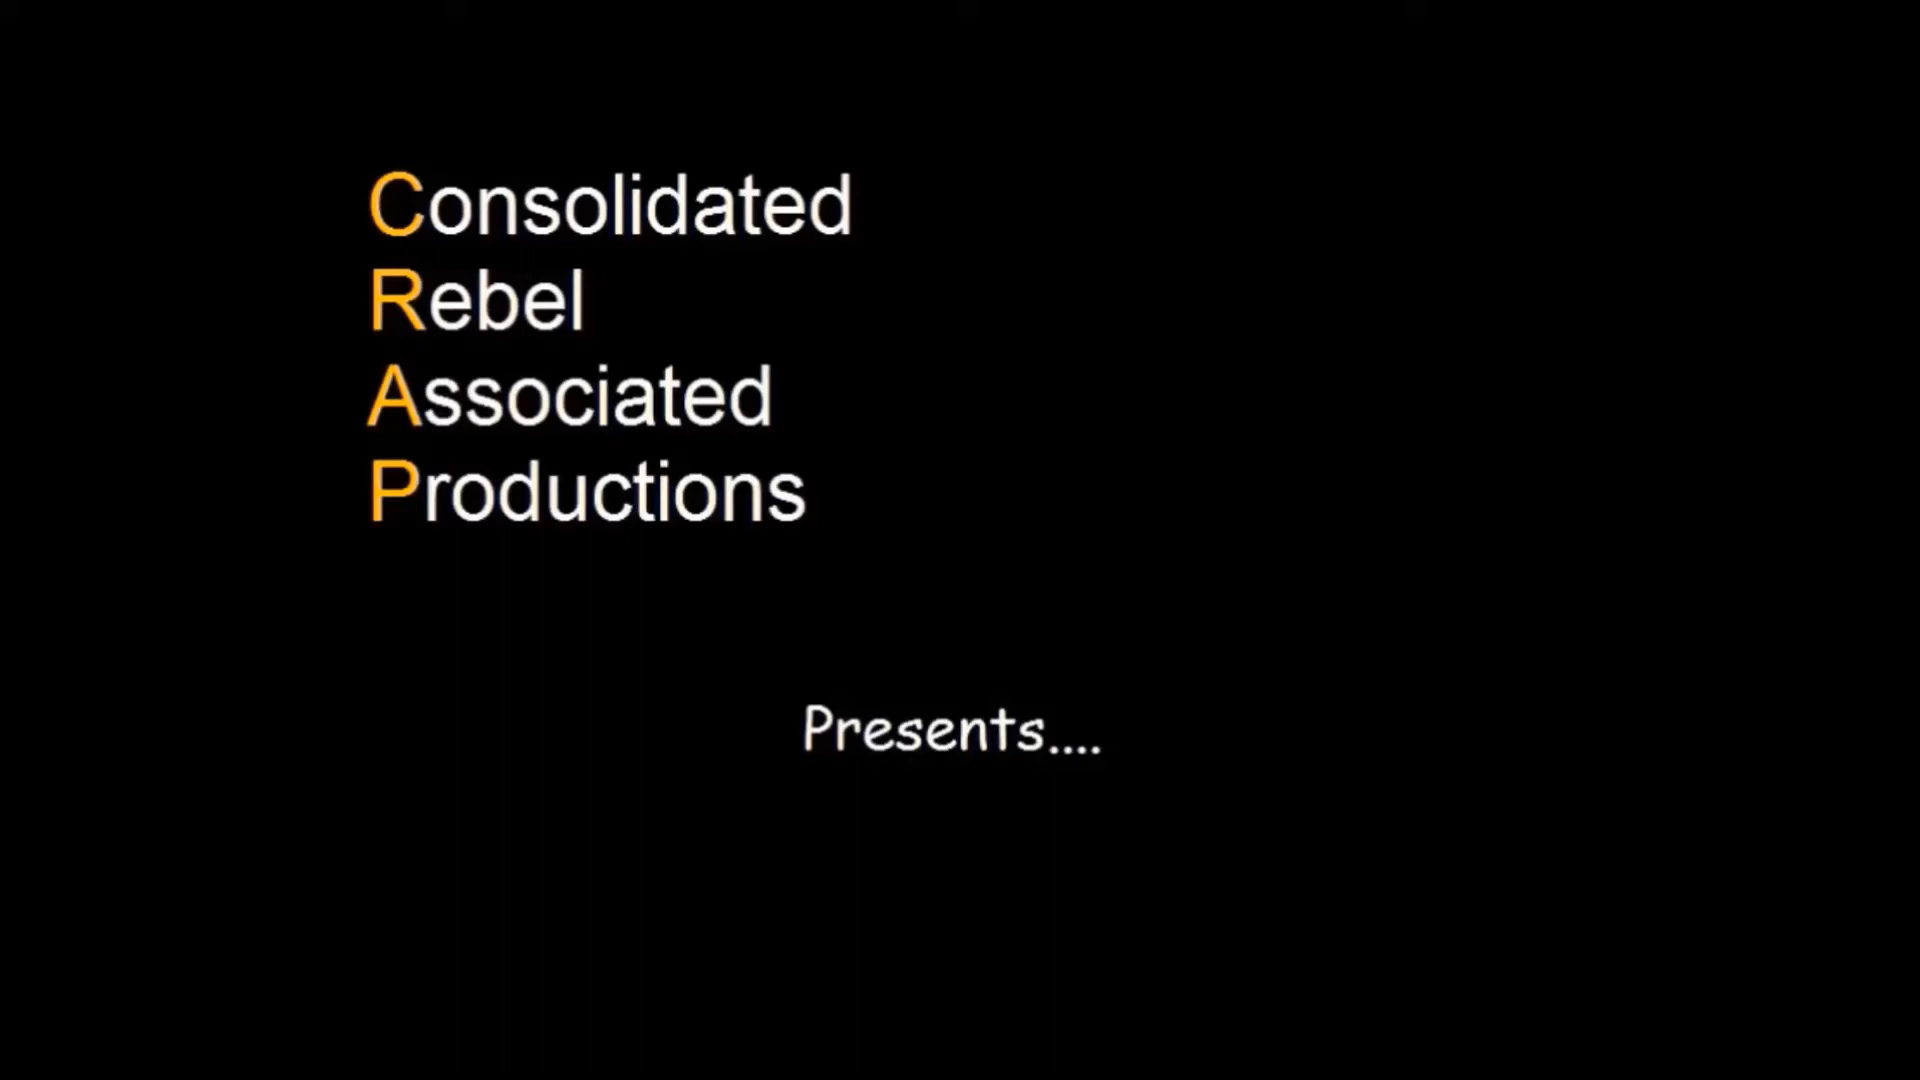 Consolidated
Rebel
Associated
Productions
Presents....